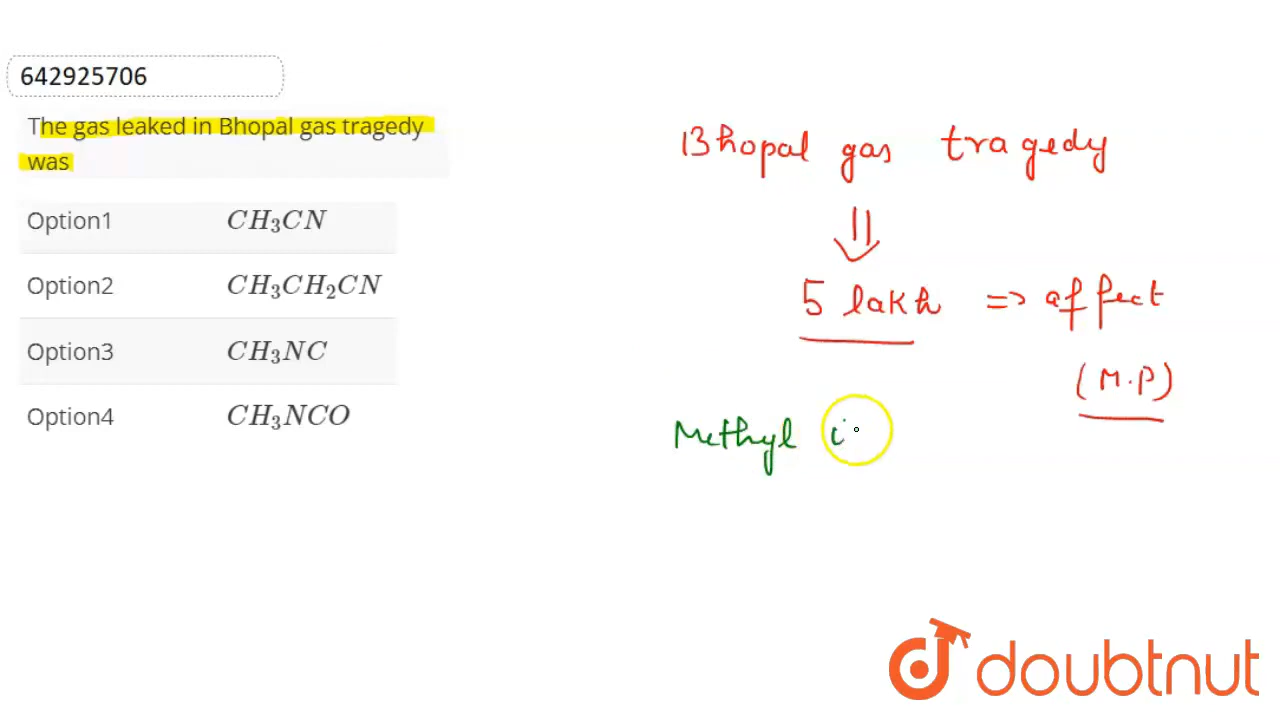 642925706
The gas leaked in Bhopal gas tragedy
was
Option1 CH₃CN
Option2 CH₃CH₂CN
Option3 CH₃NC
Option4 CH₃NCO
Bhopal gas tragedy
⇓
5 lakh ⇒ affect
(M.P)
Methyl i
doubtnut